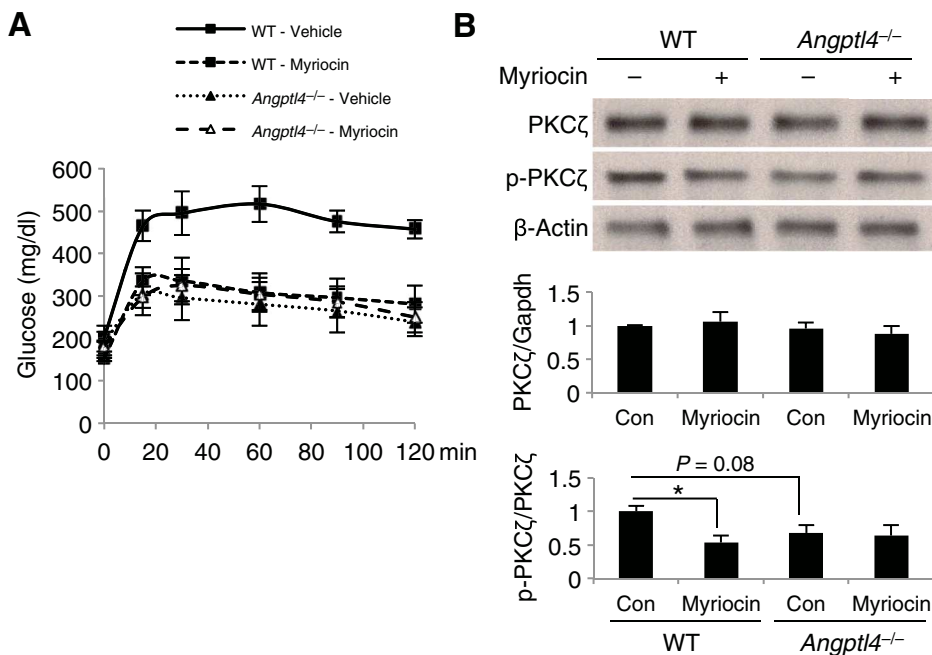 A
WT - Vehicle
WT - Myriocin
Angptl4–/– - Vehicle
Angptl4–/– - Myriocin
600
500
400
300
200
100
0
Glucose (mg/dl)
0 20 40 60 80 100 120 min
B
WT Angptl4–/–
Myriocin – + – +
PKCζ
p-PKCζ
β-Actin
PKCζ/Gapdh
1.5
1
0.5
0
Con Myriocin Con Myriocin
p-PKCζ/PKCζ
P = 0.08
*
1.5
1
0.5
0
Con Myriocin Con Myriocin
WT Angptl4–/–